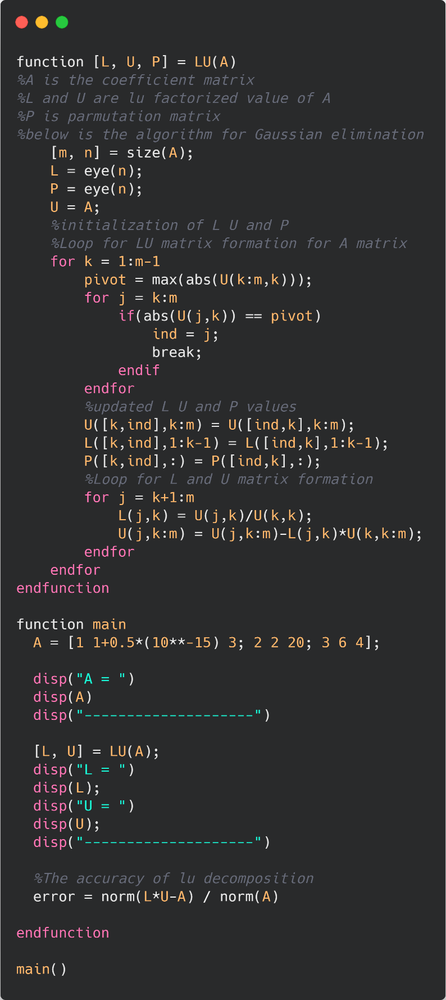 function [L, U, P] = LU(A)
%A is the coefficient matrix
%L and U are lu factorized value of A
%P is parmutation matrix
%below is the algorithm for Gaussian elimination
    [m, n] = size(A);
    L = eye(n);
    P = eye(n);
    U = A;
    %initialization of L U and P
    %Loop for LU matrix formation for A matrix
    for k = 1:m-1
        pivot = max(abs(U(k:m,k)));
        for j = k:m
            if(abs(U(j,k)) == pivot)
                ind = j;
                break;
            endif
        endfor
        %updated L U and P values
        U([k,ind],k:m) = U([ind,k],k:m);
        L([k,ind],1:k-1) = L([ind,k],1:k-1);
        P([k,ind],:) = P([ind,k],:);
        %Loop for L and U matrix formation
        for j = k+1:m
            L(j,k) = U(j,k)/U(k,k);
            U(j,k:m) = U(j,k:m)-L(j,k)*U(k,k:m);
        endfor
    endfor
endfunction

function main
  A = [1 1+0.5*(10**-15) 3; 2 2 20; 3 6 4];

  disp("A = ")
  disp(A)
  disp("--------------------")

  [L, U] = LU(A);
  disp("L = ")
  disp(L);
  disp("U = ")
  disp(U);
  disp("--------------------")

  %The accuracy of lu decomposition
  error = norm(L*U-A) / norm(A)

endfunction

main()